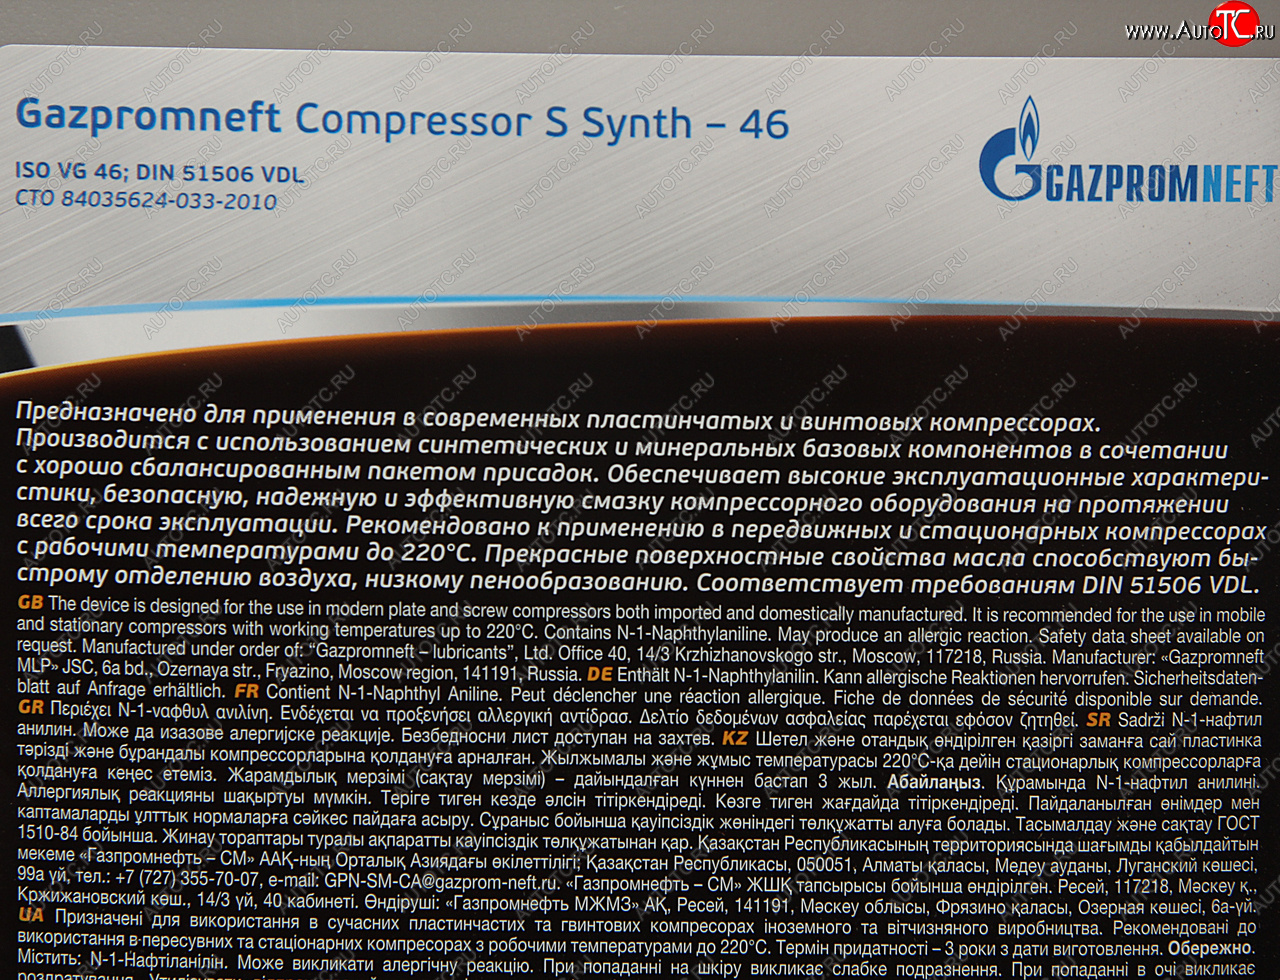 www.AutoTC.ru
Gazpromneft Compressor S Synth – 46
ISO VG 46; DIN 51506 VDL
СТО 84035624-033-2010
GAZPROMNEFT
Предназначено для применения в современных пластинчатых и винтовых компрессорах.
Производится с использованием синтетических и минеральных базовых компонентов в сочетании
с хорошо сбалансированным пакетом присадок. Обеспечивает высокие эксплуатационные характери-
стики, безопасную, надежную и эффективную смазку компрессорного оборудования на протяжении
всего срока эксплуатации. Рекомендовано к применению в передвижных и стационарных компрессорах
с рабочими температурами до 220°C. Прекрасные поверхностные свойства масла способствуют бы-
строму отделению воздуха, низкому пенообразованию. Соответствует требованиям DIN 51506 VDL.
GB The device is designed for the use in modern plate and screw compressors both imported and domestically manufactured. It is recommended for the use in mobile
and stationary compressors with working temperatures up to 220°C. Contains N-1-Naphthylaniline. May produce an allergic reaction. Safety data sheet available on
request. Manufactured under order of: “Gazpromneft – lubricants”, Ltd. Office 40, 14/3 Krzhizhanovskogo str., Moscow, 117218, Russia. Manufacturer: «Gazpromneft
MLP» JSC, 6a bd., Ozernaya str., Fryazino, Moscow region, 141191, Russia. DE Enthält N-1-Naphthylanilin. Kann allergische Reaktionen hervorrufen. Sicherheitsdaten-
blatt auf Anfrage erhältlich. FR Contient N-1-Naphthyl Aniline. Peut déclencher une réaction allergique. Fiche de données de sécurité disponible sur demande.
GR Περιέχει N-1-ναφθυλ ανιλίνη. Ενδέχεται να προξενήσει αλλεργική αντίδρασ. Δελτίο δεδομένων ασφαλείας παρέχεται εφόσον ζητηθεί. SR Sadrži N-1-нафтил
анилин. Може да изазове алергијске реакције. Безбедносни лист доступан на захтев. KZ Шетел және отандық өндірілген қазіргі заманға сай пластинка
тәрізді және бұрандалы компрессорларына қолдануға арналған. Жылжымалы және жұмыс температурасы 220°C-қа дейін стационарлық компрессорларға
қолдануға кеңес етеміз. Жарамдылық мерзімі (сақтау мерзімі) – дайындалған күннен бастап 3 жыл. Абайлаңыз. Құрамында N-1-нафтил анилині.
Аллергиялық реакцияны шақыртуы мүмкін. Теріге тиген кезде әлсін тітіркендіреді. Көзге тиген жағдайда тітіркендіреді. Пайдаланылған өнімдер мен
каптамаларды ұлттық нормаларға сәйкес пайдаға асыру. Сұраныс бойынша қауіпсіздік жөніндегі төлқұжатты алуға болады. Тасымалдау және сақтау ГОСТ
1510-84 бойынша. Жинау тораптары туралы ақпаратты қауіпсіздік төлқұжатынан қар. Қазақстан Республикасының территориясында шағымды қабылдайтын
мекеме «Газпромнефть – СМ» ААҚ-ның Орталық Азиядағы өкілеттілігі: Қазақстан Республикасы, 050051, Алматы қаласы, Медеу ауданы, Луганский көшесі,
99а үй, тел.: +7 (727) 355-70-07, e-mail: GPN-SM-CA@gazprom-neft.ru. «Газпромнефть – СМ» ЖШҚ тапсырысы бойынша өндірілген. Ресей, 117218, Мәскеу қ.,
Кржижановский көш., 14/3 үй, 40 кабинеті. Өндіруші: «Газпромнефть МЖМЗ» АҚ, Ресей, 141191, Мәскеу облысы, Фрязино қаласы, Озерная көшесі, 6а-үй.
UA Призначені для використання в сучасних пластинчастих та гвинтових компресорах іноземного та вітчизняного виробництва. Рекомендовані до
використання в пересувних та стаціонарних компресорах з робочими температурами до 220°C. Термін придатності – 3 роки з дати виготовлення. Обережно.
Містить: N-1-Нафтіланілін. Може викликати алергічну реакцію. При попаданні на шкіру викликає слабке подразнення. При попаданні в очі викликає